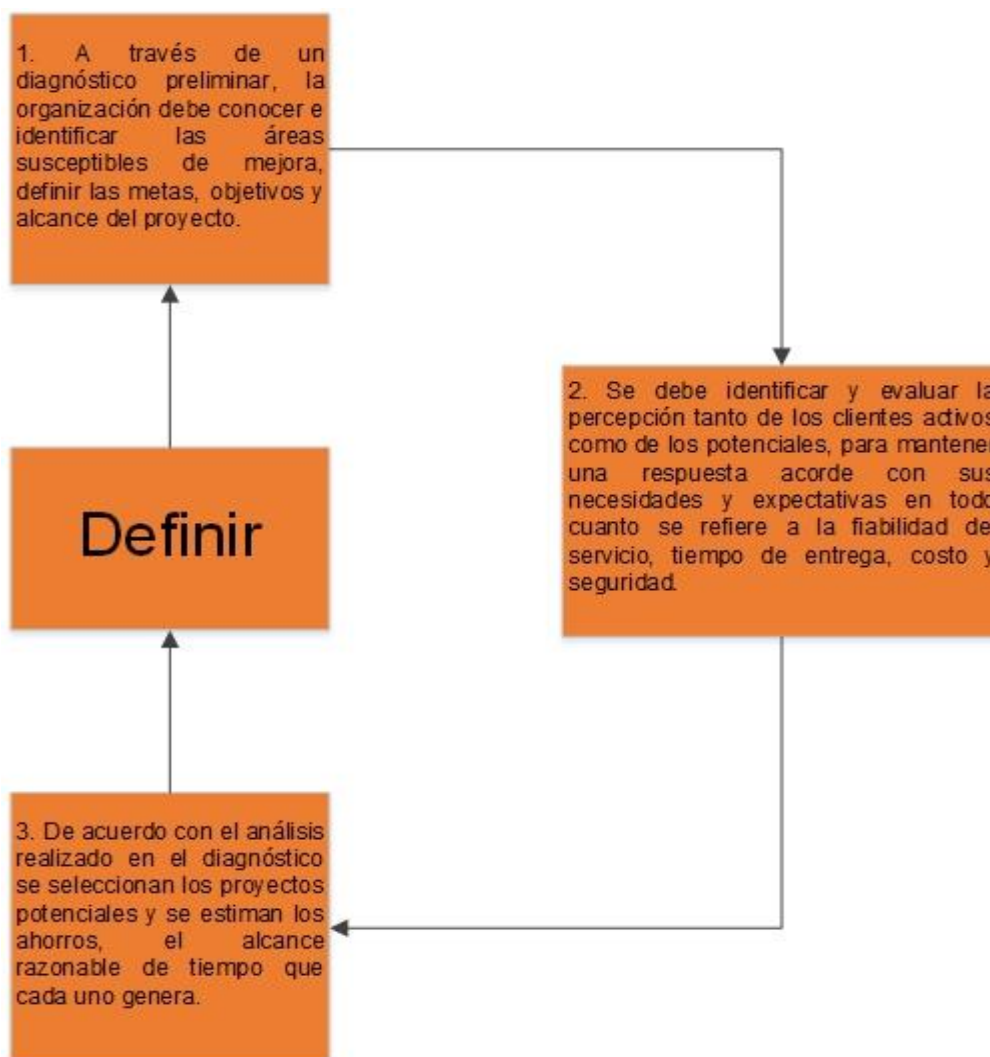 1. A través de un
diagnóstico preliminar, la
organización debe conocer e
identificar las áreas
susceptibles de mejora,
definir las metas, objetivos y
alcance del proyecto.
2. Se debe identificar y evaluar la
percepción tanto de los clientes activos
como de los potenciales, para mantener
una respuesta acorde con sus
necesidades y expectativas en todo
cuanto se refiere a la fiabilidad del
servicio, tiempo de entrega, costo y
seguridad.
Definir
3. De acuerdo con el análisis
realizado en el diagnóstico
se seleccionan los proyectos
potenciales y se estiman los
ahorros, el alcance
razonable de tiempo que
cada uno genera.